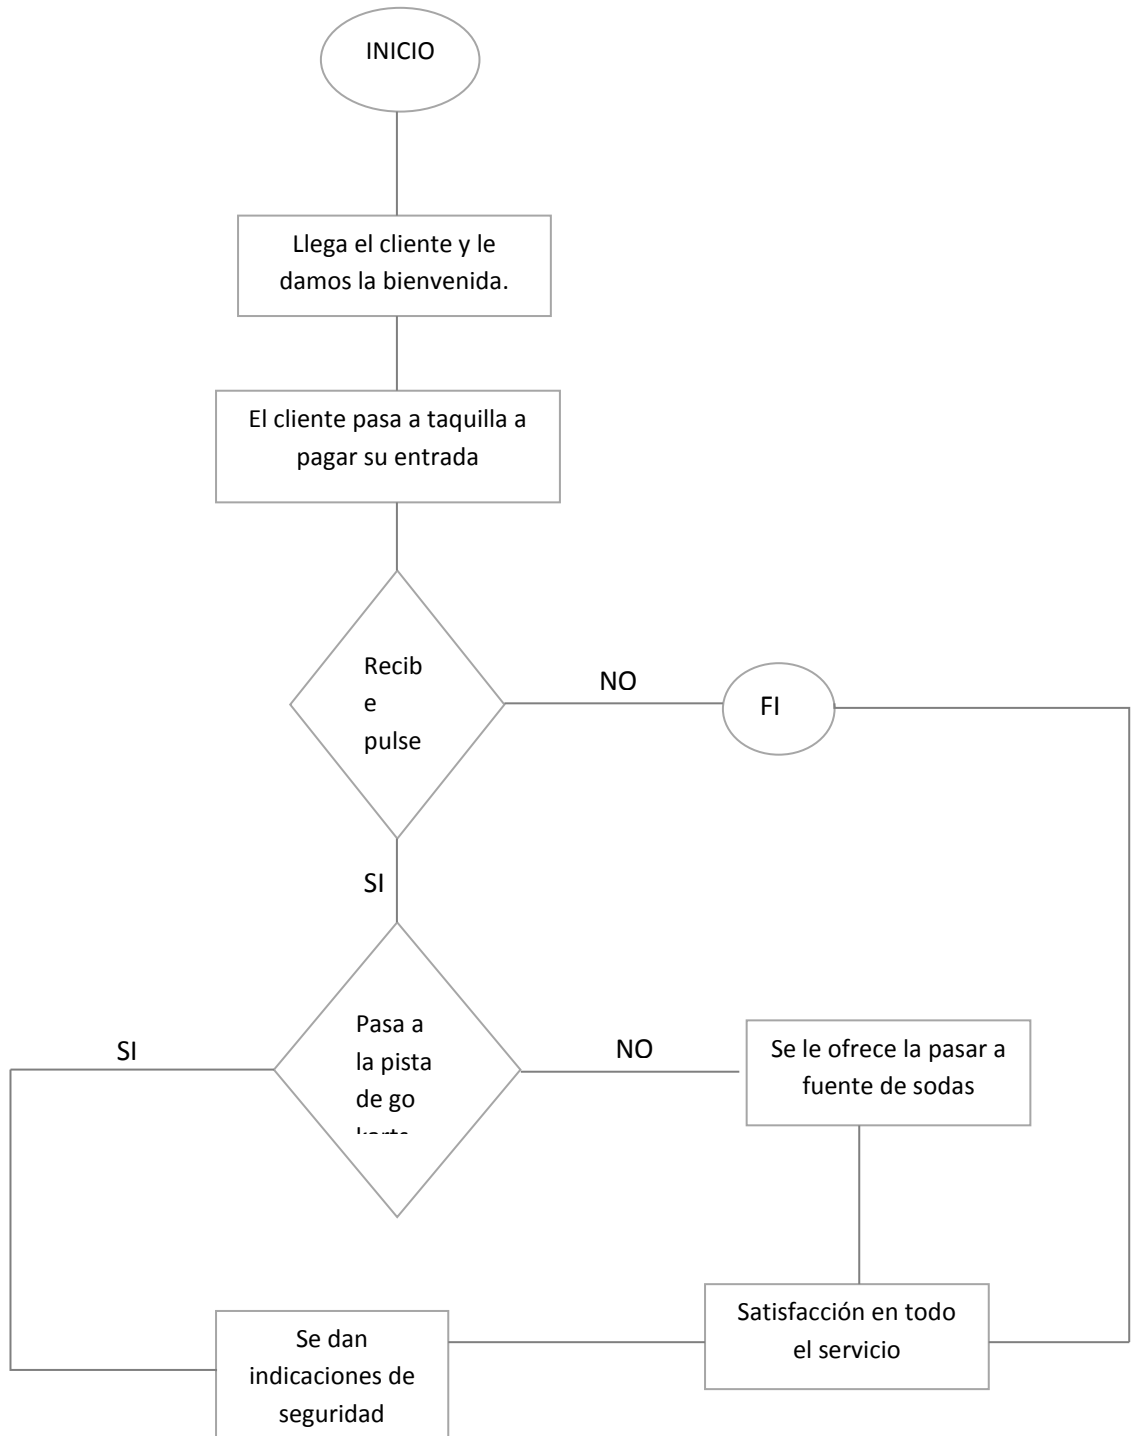 INICIO
Llega el cliente y le
damos la bienvenida.
El cliente pasa a taquilla a
pagar su entrada
Recib
e
pulse
NO
FI
SI
Pasa a
la pista
de go
SI
NO
Se le ofrece la pasar a
fuente de sodas
Satisfacción en todo
el servicio
Se dan
indicaciones de
seguridad